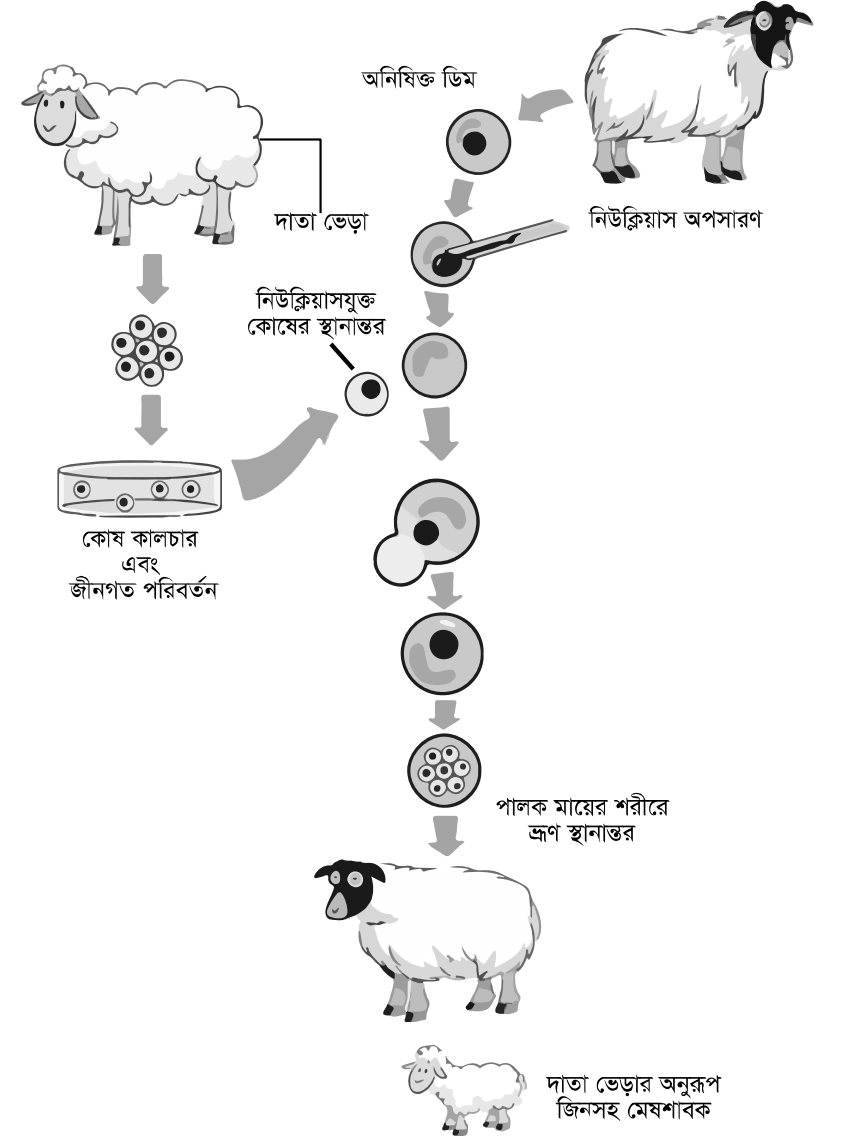 অনিষিক্ত ডিম
দাতা ভেড়া
নিউক্লিয়াস অপসারণ
নিউক্লিয়াসযুক্ত
কোষের স্থানান্তর
কোষ কালচার
এবং
জীনগত পরিবর্তন
পালক মায়ের শরীরে
ভ্রূণ স্থানান্তর
দাতা ভেড়ার অনুরূপ
জিনসহ মেষশাবক